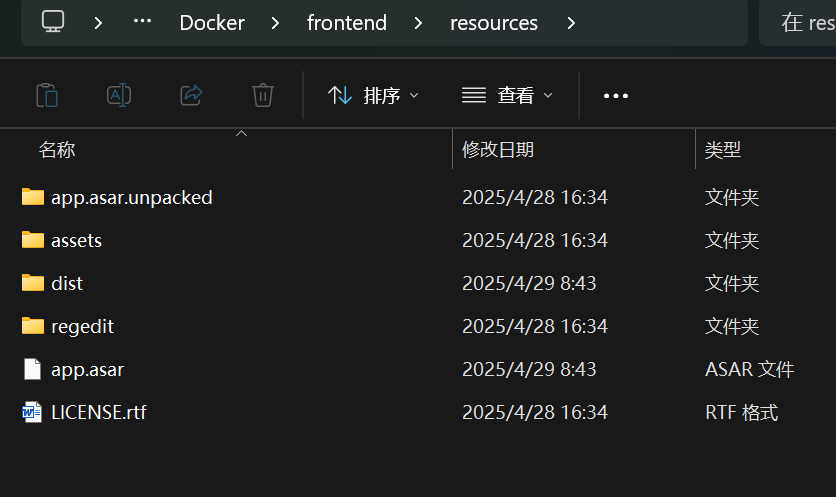 … Docker frontend resources 在 res
排序 查看 …
名称 修改日期 类型
app.asar.unpacked 2025/4/28 16:34 文件夹
assets 2025/4/28 16:34 文件夹
dist 2025/4/29 8:43 文件夹
regedit 2025/4/28 16:34 文件夹
app.asar 2025/4/29 8:43 ASAR 文件
LICENSE.rtf 2025/4/28 16:34 RTF 格式